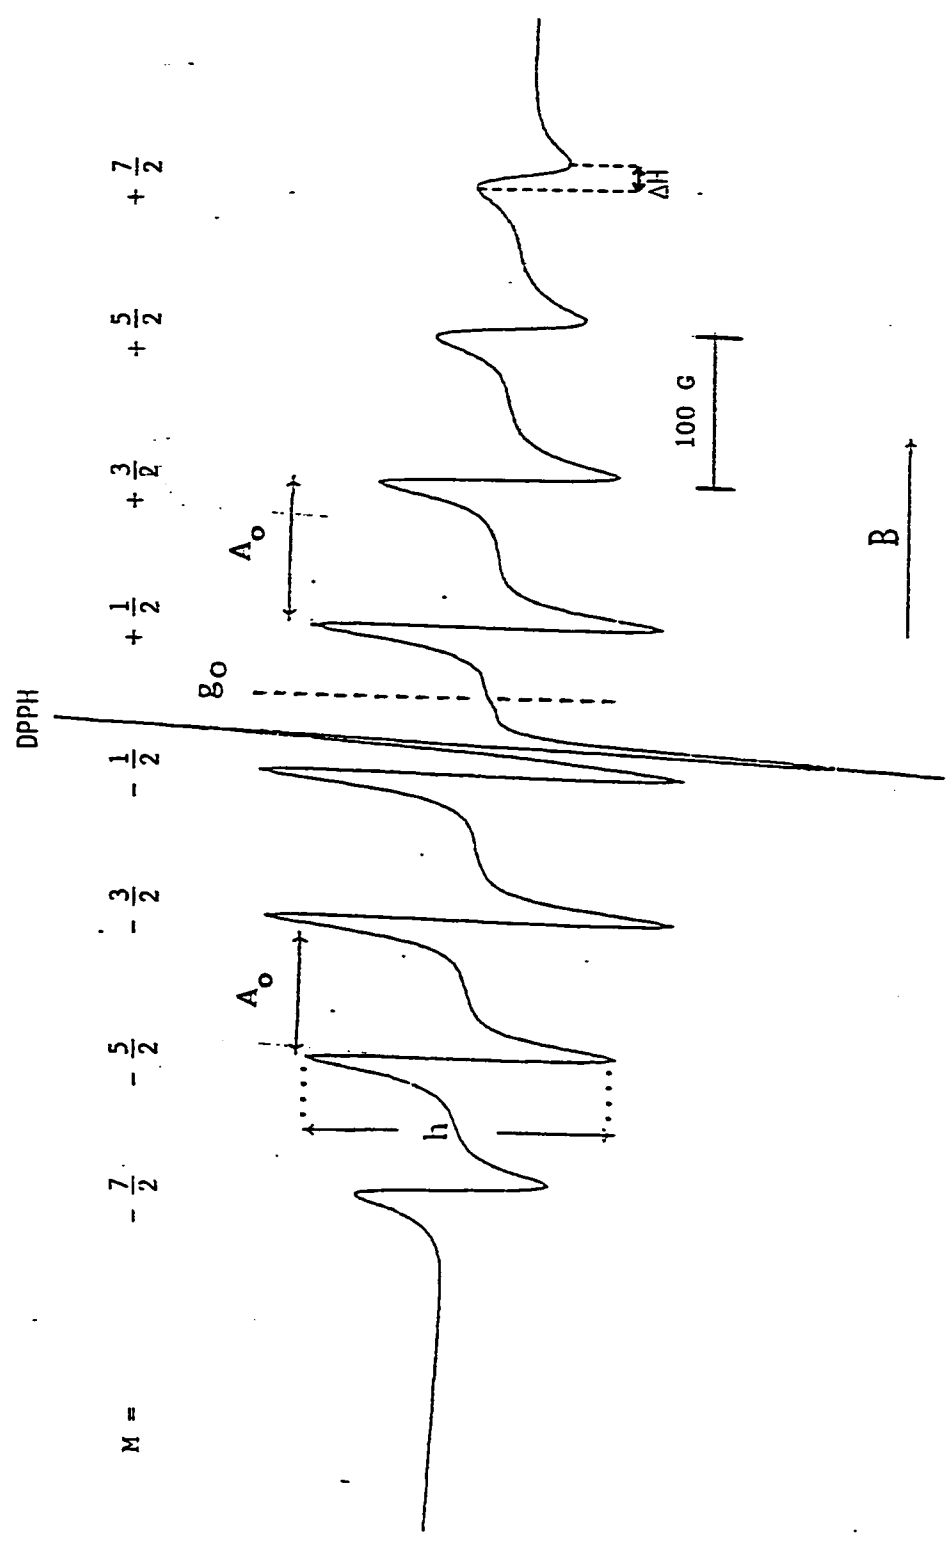 DPPH
M = - 7/2 - 5/2 - 3/2 - 1/2 + 1/2 + 3/2 + 5/2 + 7/2
g₀
A₀ A₀
h
ΔH
100 G
B